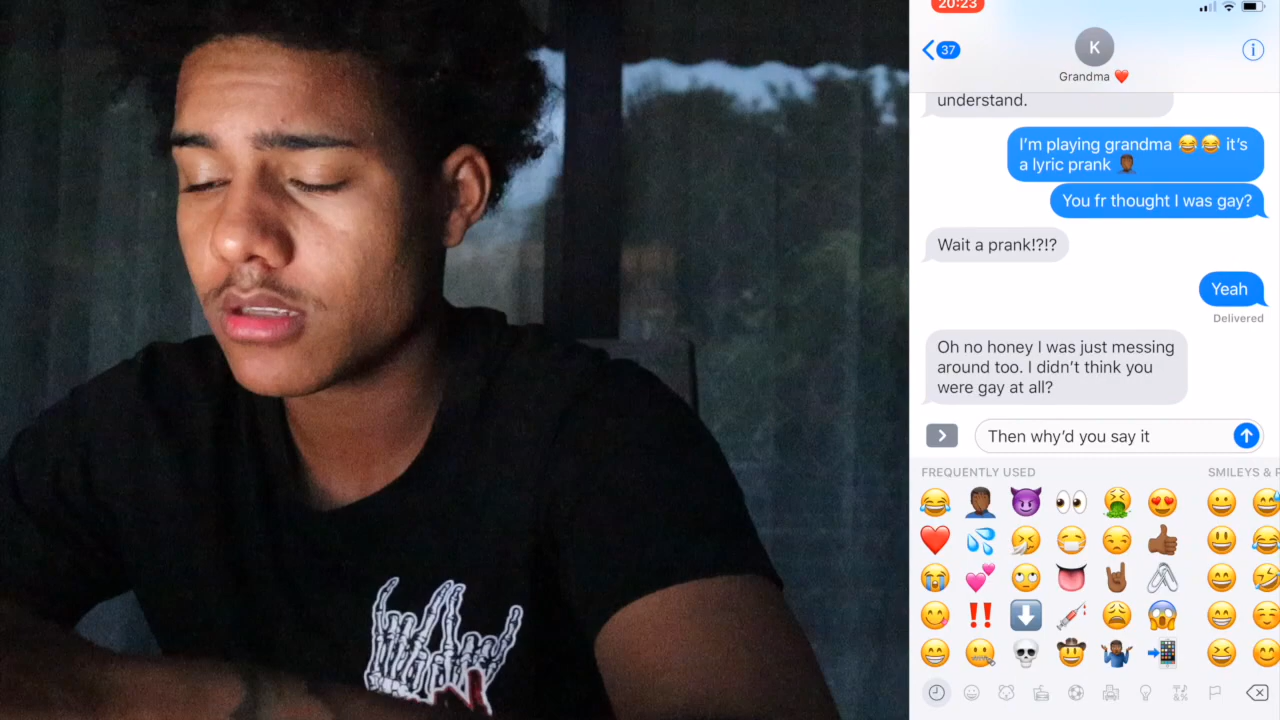 20:23
37
K
Grandma ❤️
understand.
I'm playing grandma 😂 😂 it's
a lyric prank 🤦🏾‍♂️
You fr thought I was gay?
Wait a prank!?!?
Yeah
Delivered
Oh no honey I was just messing
around too. I didn't think you
were gay at all?
Then why'd you say it
FREQUENTLY USED
SMILEYS & P